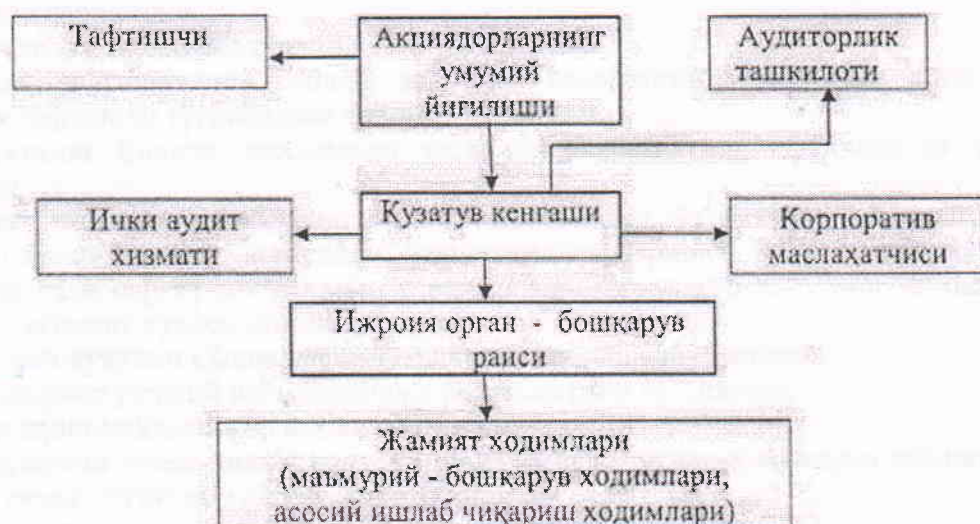 Тафтишчи
Акциядорларнинг
умумий
йиғилиши
Аудиторлик
ташкилоти
Ички аудит
хизмати
Кузатув кенгаши
Корпоратив
маслаҳатчиси
Ижроия орган - бошқарув
раиси
Жамият ходимлари
(маъмурий - бошқарув ходимлари,
асосий ишлаб чиқариш ходимлари)